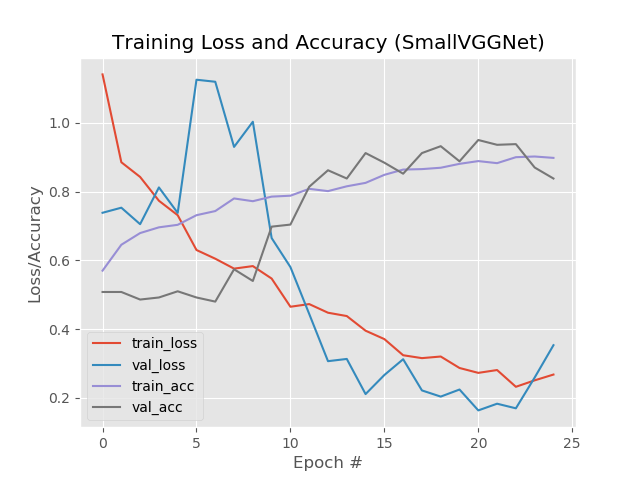 Training Loss and Accuracy (SmallVGGNet)
Loss/Accuracy
1.0
0.8
0.6
0.4
0.2
train_loss
val_loss
train_acc
val_acc
0 5 10 15 20 25
Epoch #